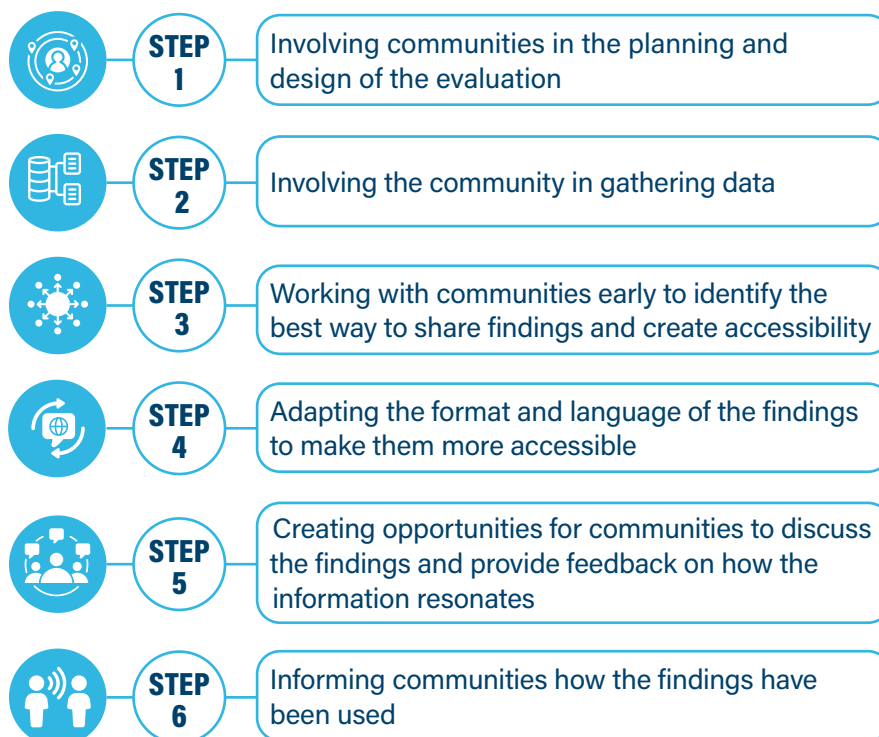 STEP
1
Involving communities in the planning and
design of the evaluation
STEP
2
Involving the community in gathering data
STEP
3
Working with communities early to identify the
best way to share findings and create accessibility
STEP
4
Adapting the format and language of the findings
to make them more accessible
STEP
5
Creating opportunities for communities to discuss
the findings and provide feedback on how the
information resonates
STEP
6
Informing communities how the findings have
been used